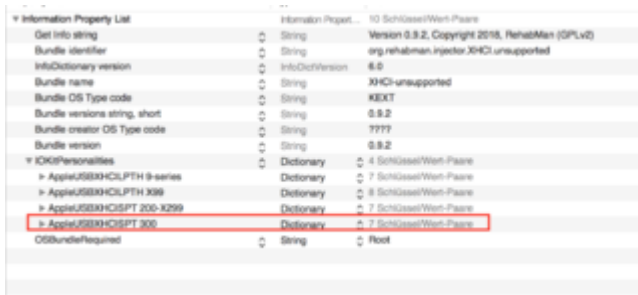 Information Property List Information Propert... 10 Schlüssel/Wert-Paare
Get Info string String Version 0.9.2, Copyright 2018, RehabMan (GPLv2)
Bundle identifier String org.rehabman.injector.XHCI.unsupported
InfoDictionary version InfoDictVersion 6.0
Bundle name String XHCI-unsupported
Bundle OS Type code String KEXT
Bundle versions string, short String 0.9.2
Bundle creator OS Type code String ????
Bundle version String 0.9.2
IOKitPersonalities Dictionary 4 Schlüssel/Wert-Paare
AppleUSBXHCILPTH 9-series Dictionary 7 Schlüssel/Wert-Paare
AppleUSBXHCILPTH X99 Dictionary 8 Schlüssel/Wert-Paare
AppleUSBXHCISPT 200-X299 Dictionary 7 Schlüssel/Wert-Paare
AppleUSBXHCISPT 300 Dictionary 7 Schlüssel/Wert-Paare
OSBundleRequired String Root